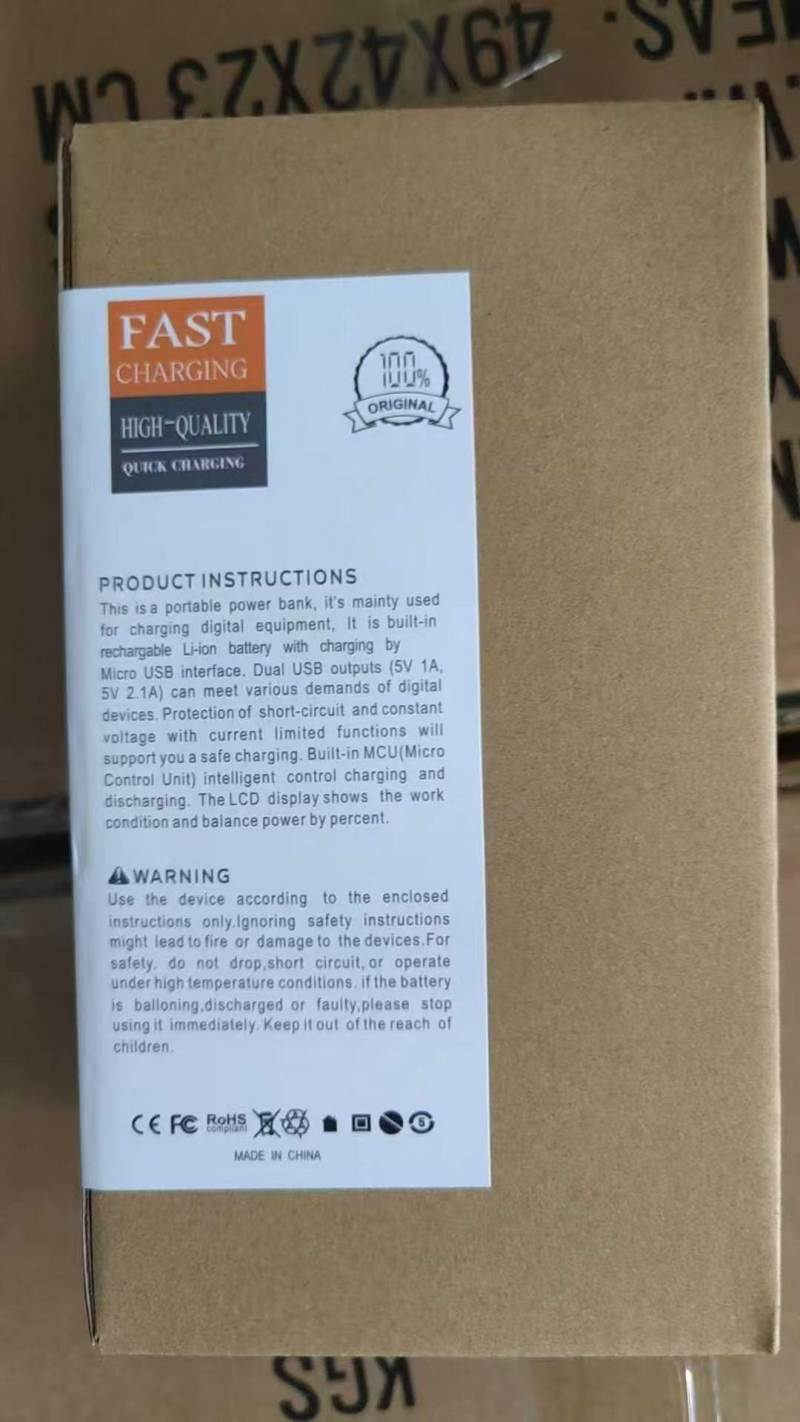 MEAS: 49X42X23 CM
FAST
CHARGING
HIGH-QUALITY
QUICK CHARGING
100%
ORIGINAL
PRODUCT INSTRUCTIONS
This is a portable power bank, it's mainty used
for charging digital equipment, It is built-in
rechargable Li-ion battery with charging by
Micro USB interface. Dual USB outputs (5V 1A,
5V 2.1A) can meet various demands of digital
devices. Protection of short-circuit and constant
voltage with current limited functions will
support you a safe charging. Built-in MCU(Micro
Control Unit) intelligent control charging and
discharging. The LCD display shows the work
condition and balance power by percent.
WARNING
Use the device according to the enclosed
instructions only.Ignoring safety instructions
might lead to fire or damage to the devices.For
safety. do not drop,short circuit, or operate
under high temperature conditions. if the battery
is balloning,discharged or faulty,please stop
using it immediately. Keep it out of the reach of
children.
CE FC RoHS
compliant
5
MADE IN CHINA
KGS